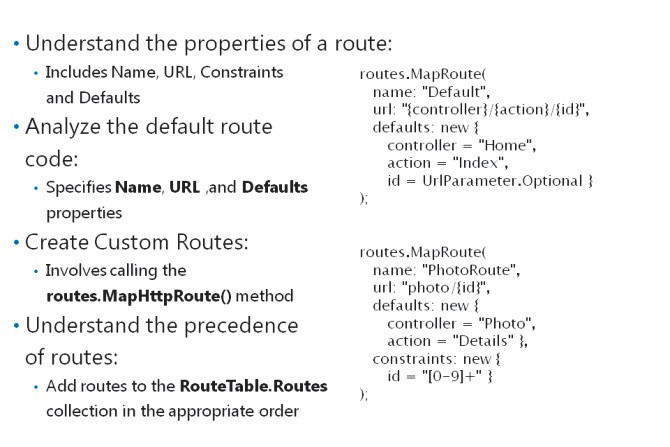 • Understand the properties of a route:
• Includes Name, URL, Constraints
and Defaults
• Analyze the default route
code:
• Specifies Name, URL ,and Defaults
properties
• Create Custom Routes:
• Involves calling the
routes.MapHttpRoute() method
• Understand the precedence
of routes:
• Add routes to the RouteTable.Routes
collection in the appropriate order
routes.MapRoute(
name: "Default",
url: "{controller}/{action}/{id}",
defaults: new {
controller = "Home",
action = "Index",
id = UrlParameter.Optional }
);
routes.MapRoute(
name: "PhotoRoute",
url: "photo/{id}",
defaults: new {
controller = "Photo",
action = "Details" },
constraints: new {
id = "[0-9]+" }
);